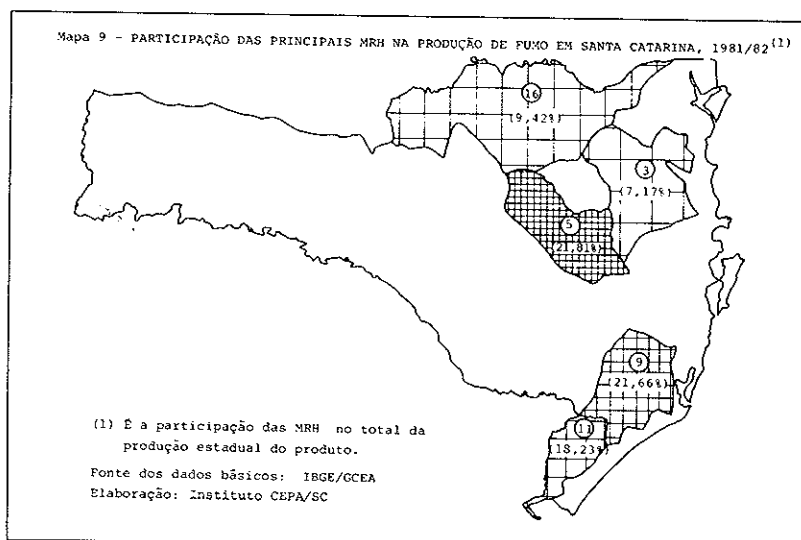 Mapa 9 - PARTICIPAÇÃO DAS PRINCIPAIS MRH NA PRODUÇÃO DE FUMO EM SANTA CATARINA, 1981/82(1)
16
(9,42%)
3
(7,17%)
5
(21,81%)
9
(21,66%)
11
(18,23%)
(1) É a participação das MRH no total da
produção estadual do produto.
Fonte dos dados básicos: IBGE/GCEA
Elaboração: Instituto CEPA/SC